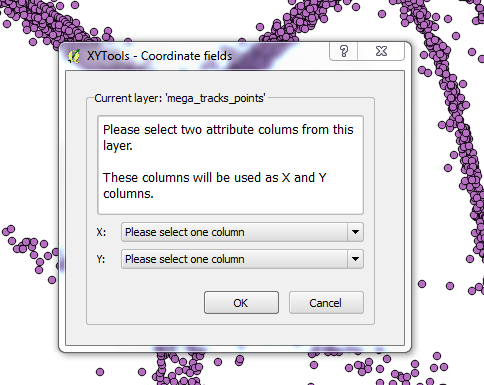 XYTools - Coordinate fields
Current layer: 'mega_tracks_points'
Please select two attribute colums from this
layer.
These columns will be used as X and Y
columns.
X: Please select one column
Y: Please select one column
OK Cancel